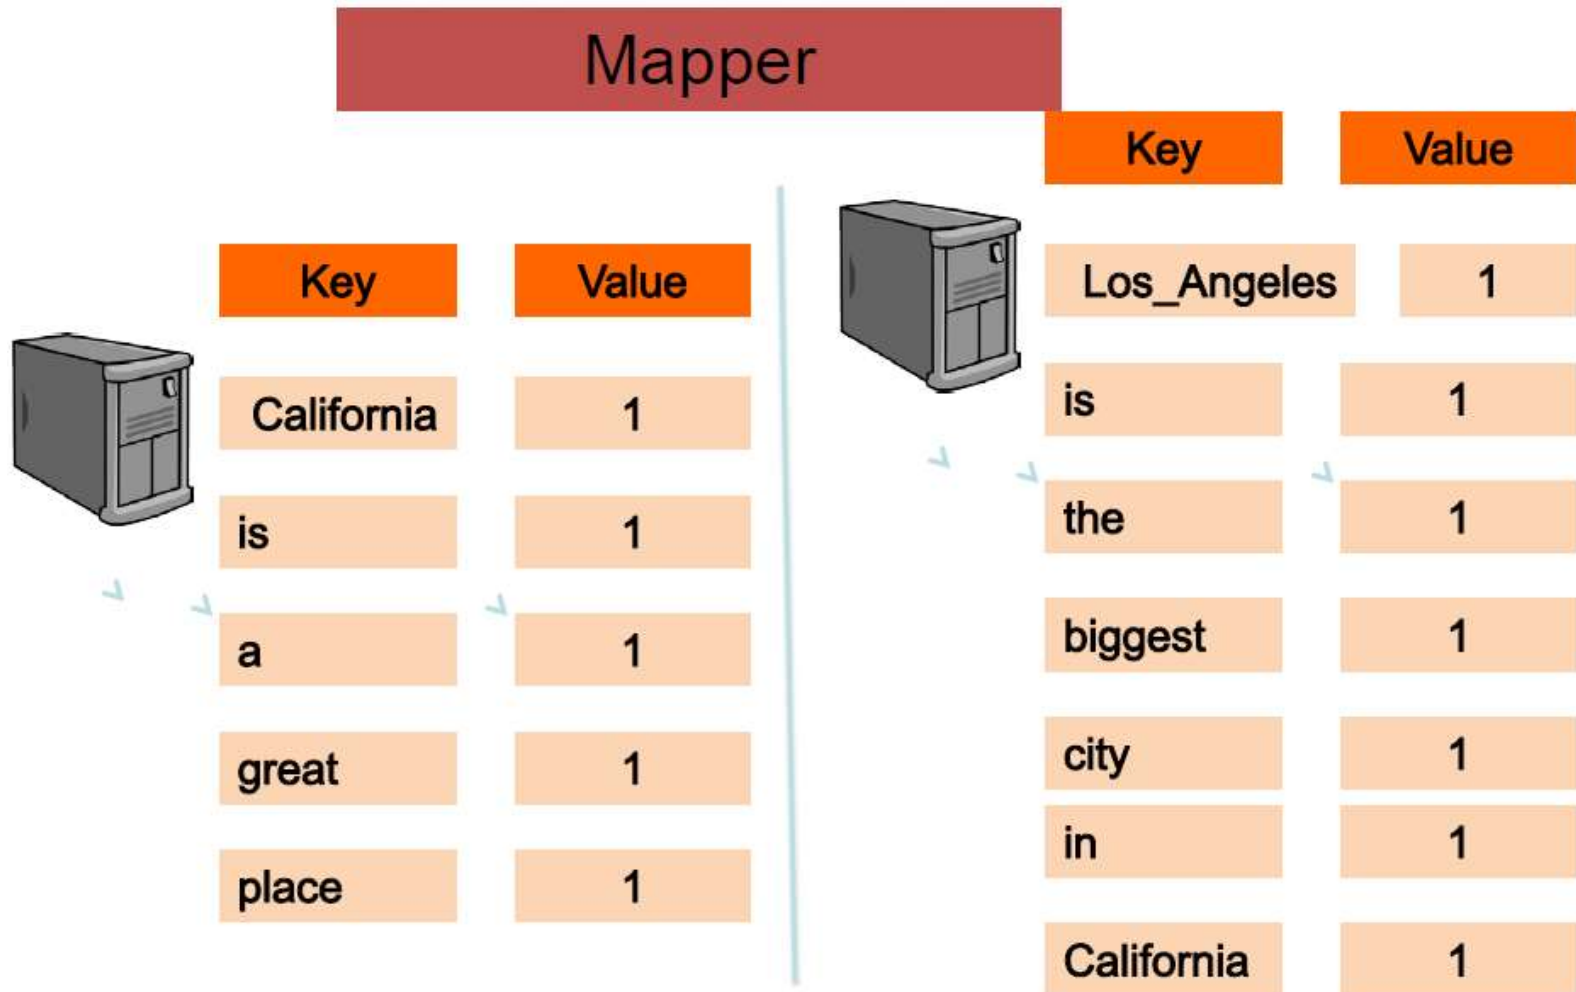 Mapper
Key Value
California 1
is 1
a 1
great 1
place 1
Key Value
Los_Angeles 1
is 1
the 1
biggest 1
city 1
in 1
California 1